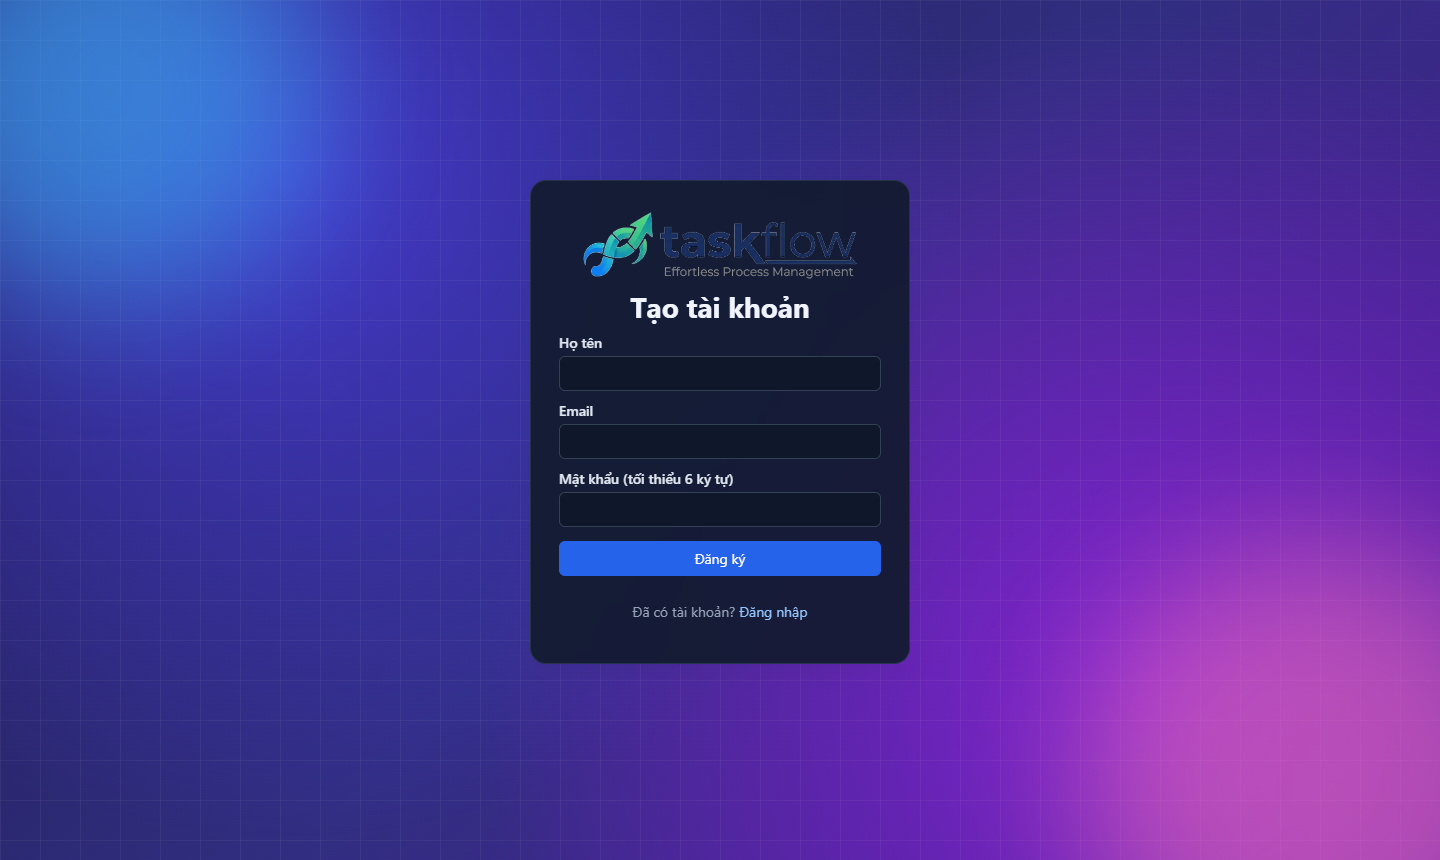 taskflow
Effortless Process Management
Tạo tài khoản
Họ tên
Email
Mật khẩu (tối thiểu 6 ký tự)
Đăng ký
Đã có tài khoản? Đăng nhập